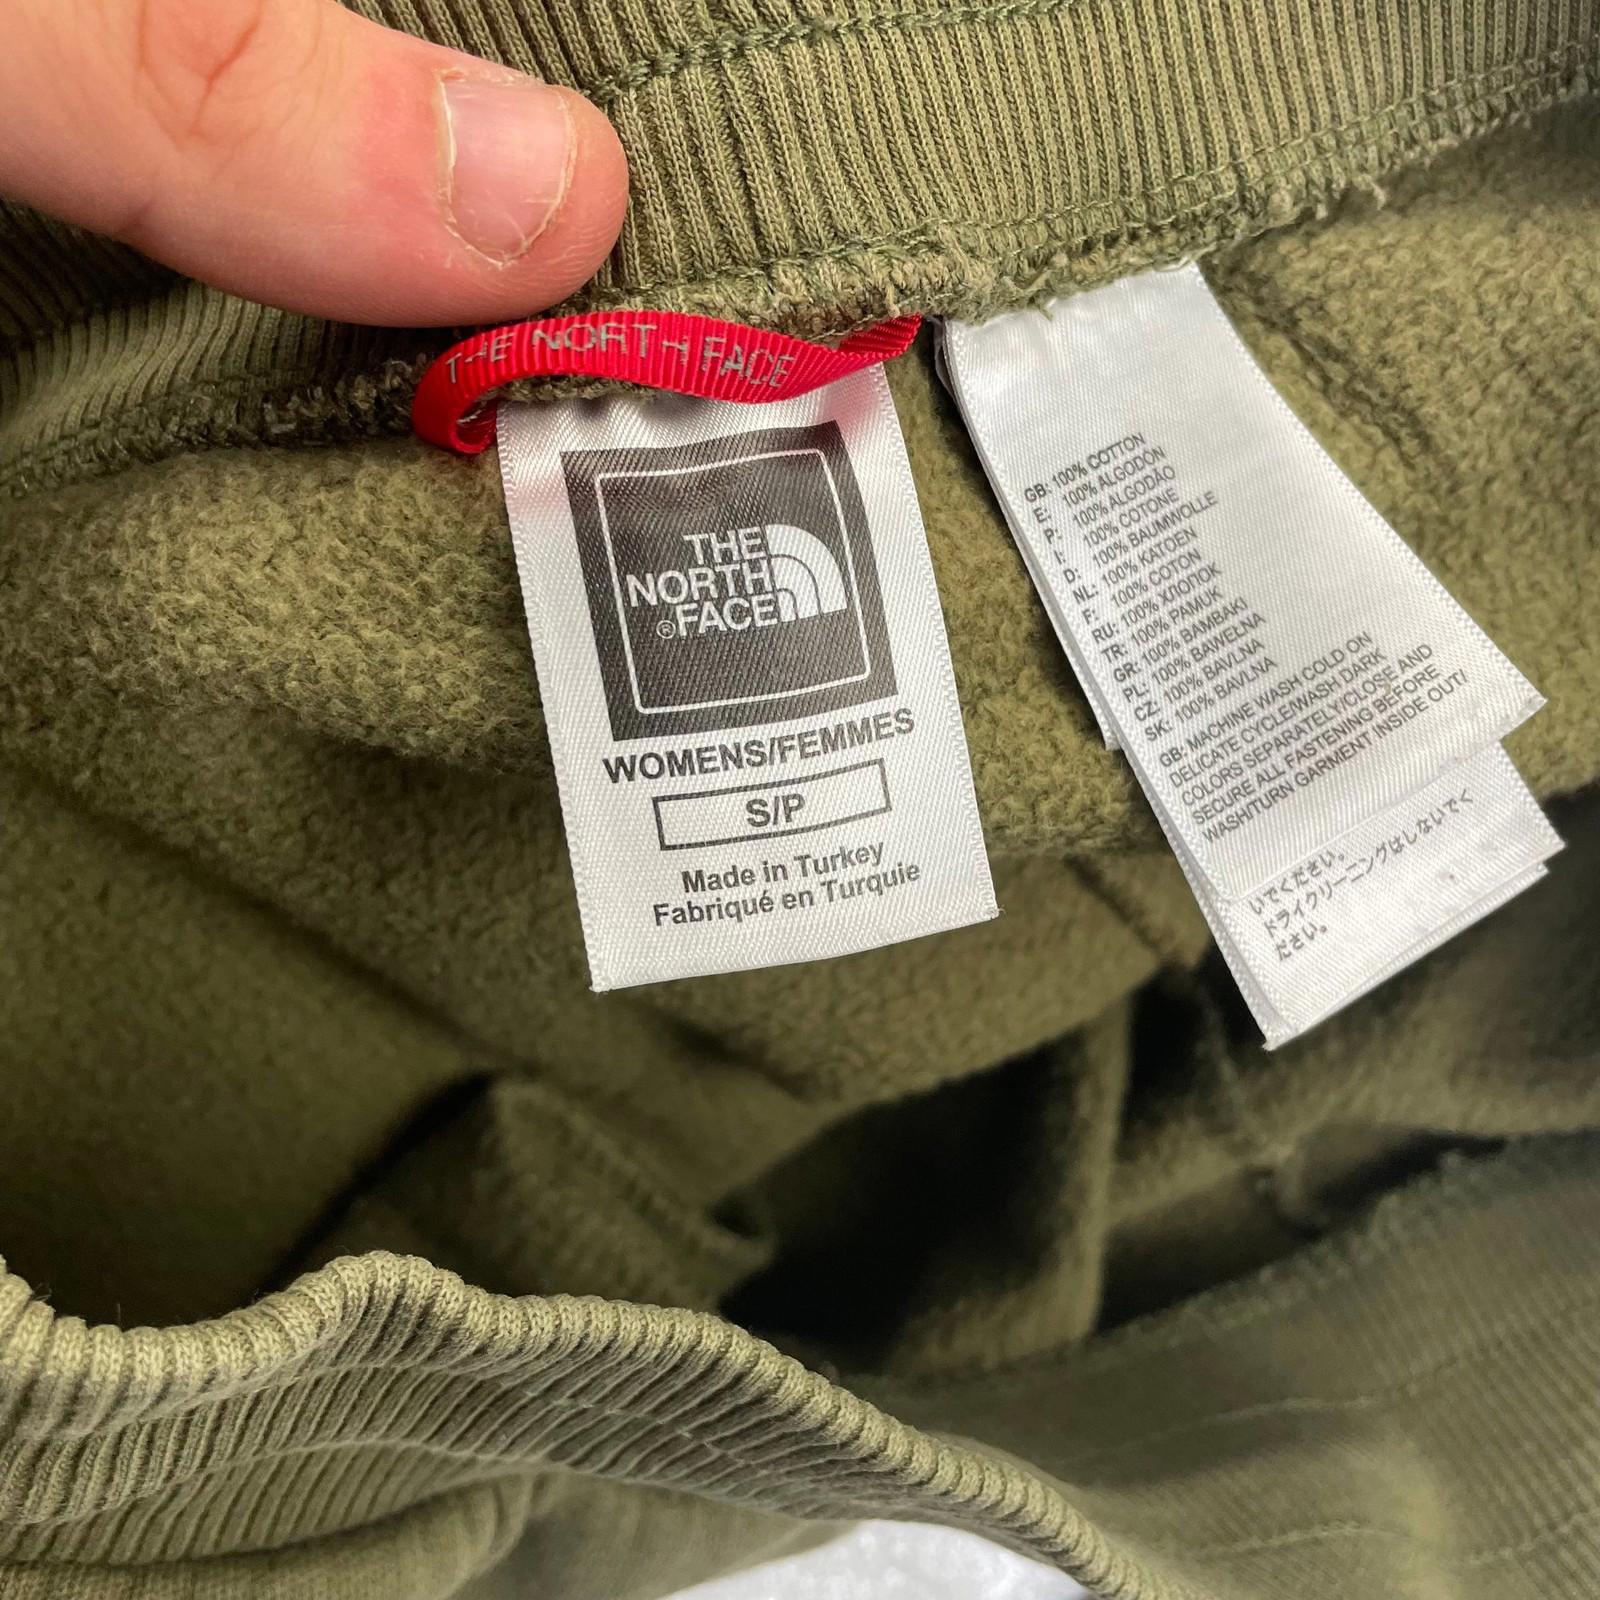 THE NORTH FACE
THE
NORTH
®FACE
WOMENS/FEMMES
S/P
Made in Turkey
Fabriqué en Turquie
GB: 100% COTTON
E: 100% ALGODÓN
P: 100% ALGODÃO
I: 100% COTONE
D: 100% BAUMWOLLE
NL: 100% KATOEN
F: 100% COTON
RU: 100% ХЛОПОК
TR: 100% PAMUK
GR: 100% BAMBAKI
PL: 100% BAWEŁNA
CZ: 100% BAVLNA
SK: 100% BAVLNA
GB: MACHINE WASH COLD ON
DELICATE CYCLE/WASH DARK
COLORS SEPARATELY/CLOSE AND
SECURE ALL FASTENING BEFORE
WASH/TURN GARMENT INSIDE OUT/
いでください。
ドライクリーニングはしないでく
ださい。